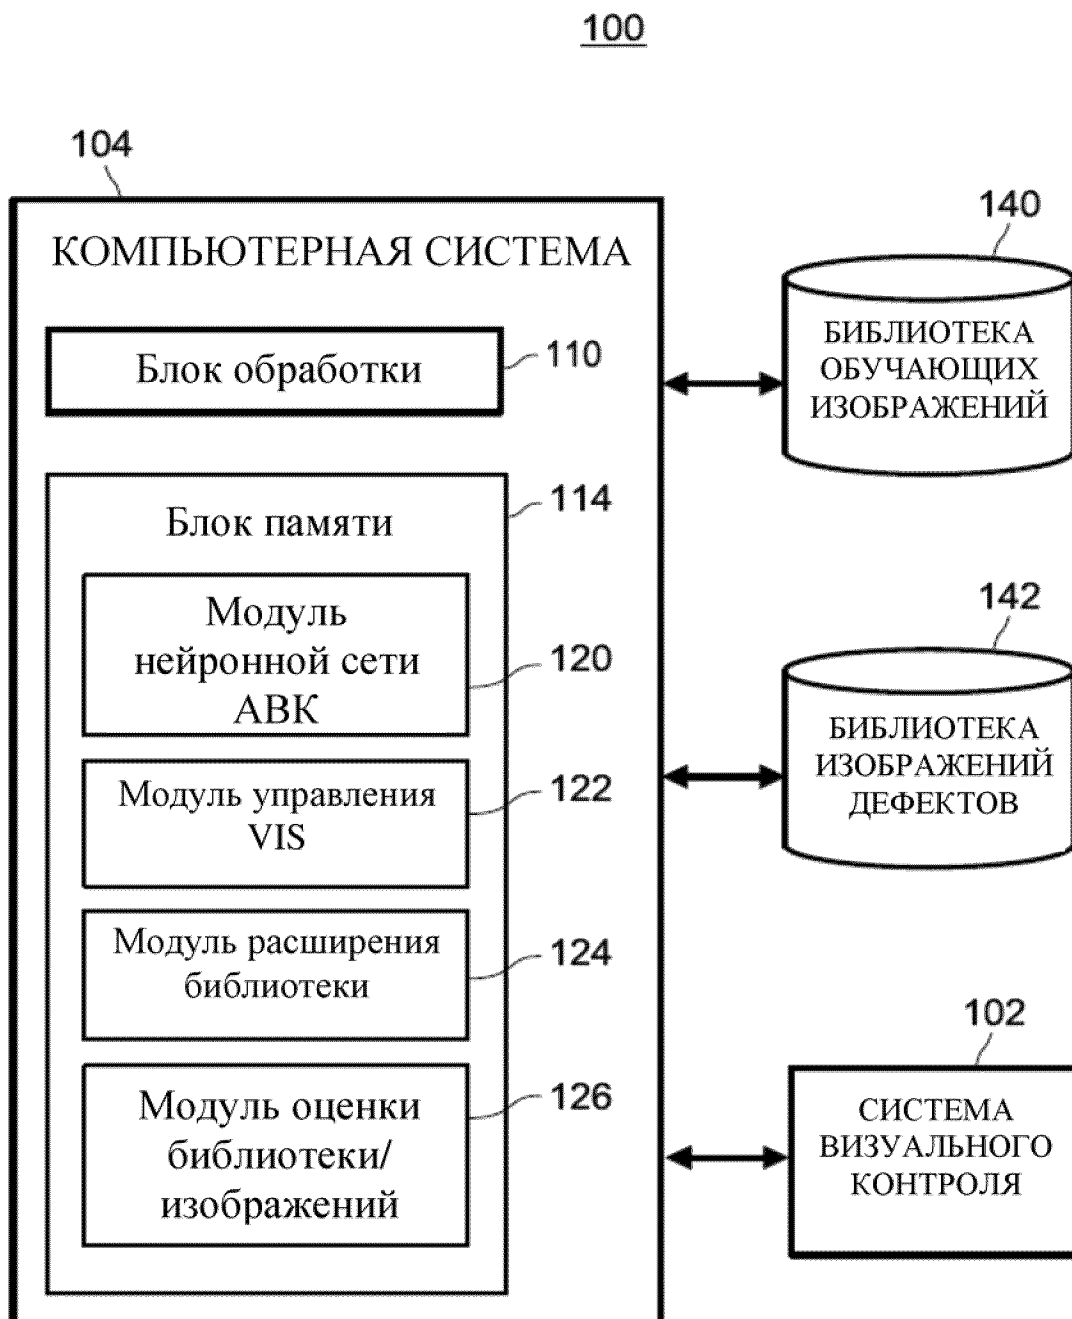 100
104
КОМПЬЮТЕРНАЯ СИСТЕМА
Блок обработки
110
Блок памяти
114
Модуль
нейронной сети
АВК
120
Модуль управления
VIS
122
Модуль расширения
библиотеки
124
Модуль оценки
библиотеки/
изображений
126
140
БИБЛИОТЕКА
ОБУЧАЮЩИХ
ИЗОБРАЖЕНИЙ
142
БИБЛИОТЕКА
ИЗОБРАЖЕНИЙ
ДЕФЕКТОВ
102
СИСТЕМА
ВИЗУАЛЬНОГО
КОНТРОЛЯ